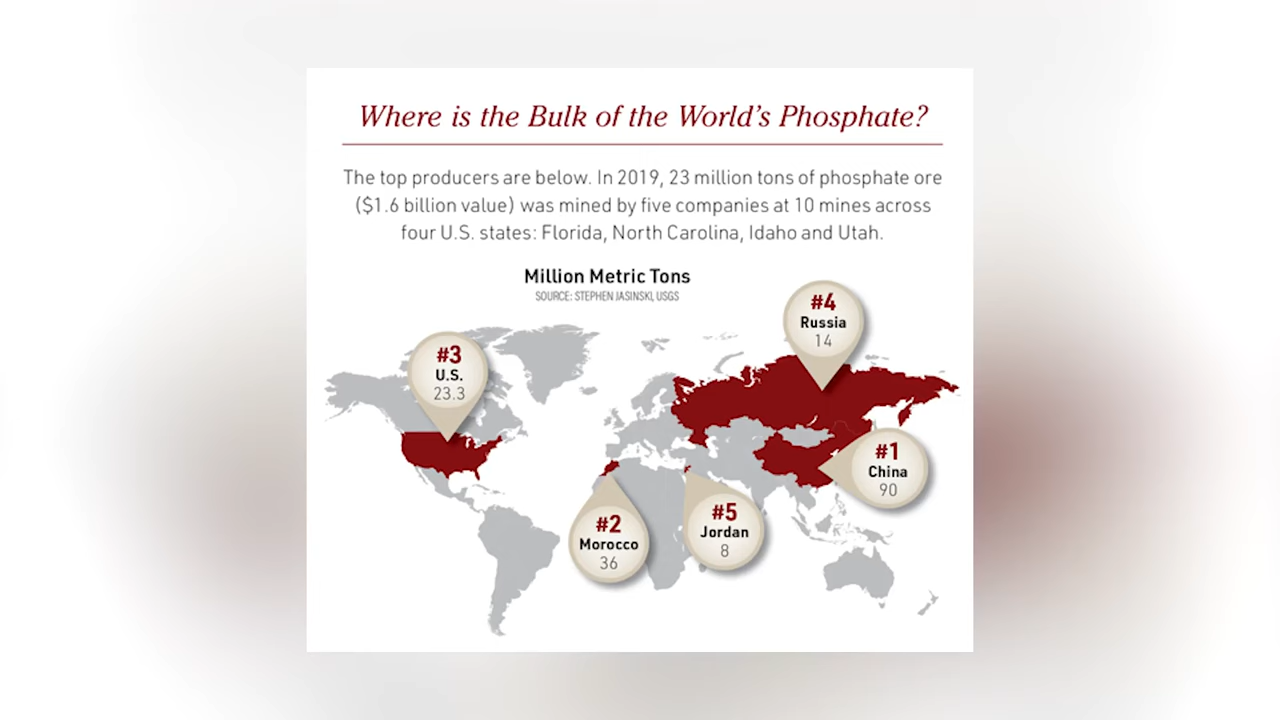 Where is the Bulk of the World's Phosphate?
The top producers are below. In 2019, 23 million tons of phosphate ore
($1.6 billion value) was mined by five companies at 10 mines across
four U.S. states: Florida, North Carolina, Idaho and Utah.
Million Metric Tons
SOURCE: STEPHEN JASINSKI, USGS
#4
Russia
14
#3
U.S.
23.3
#1
China
90
#2
Morocco
36
#5
Jordan
8